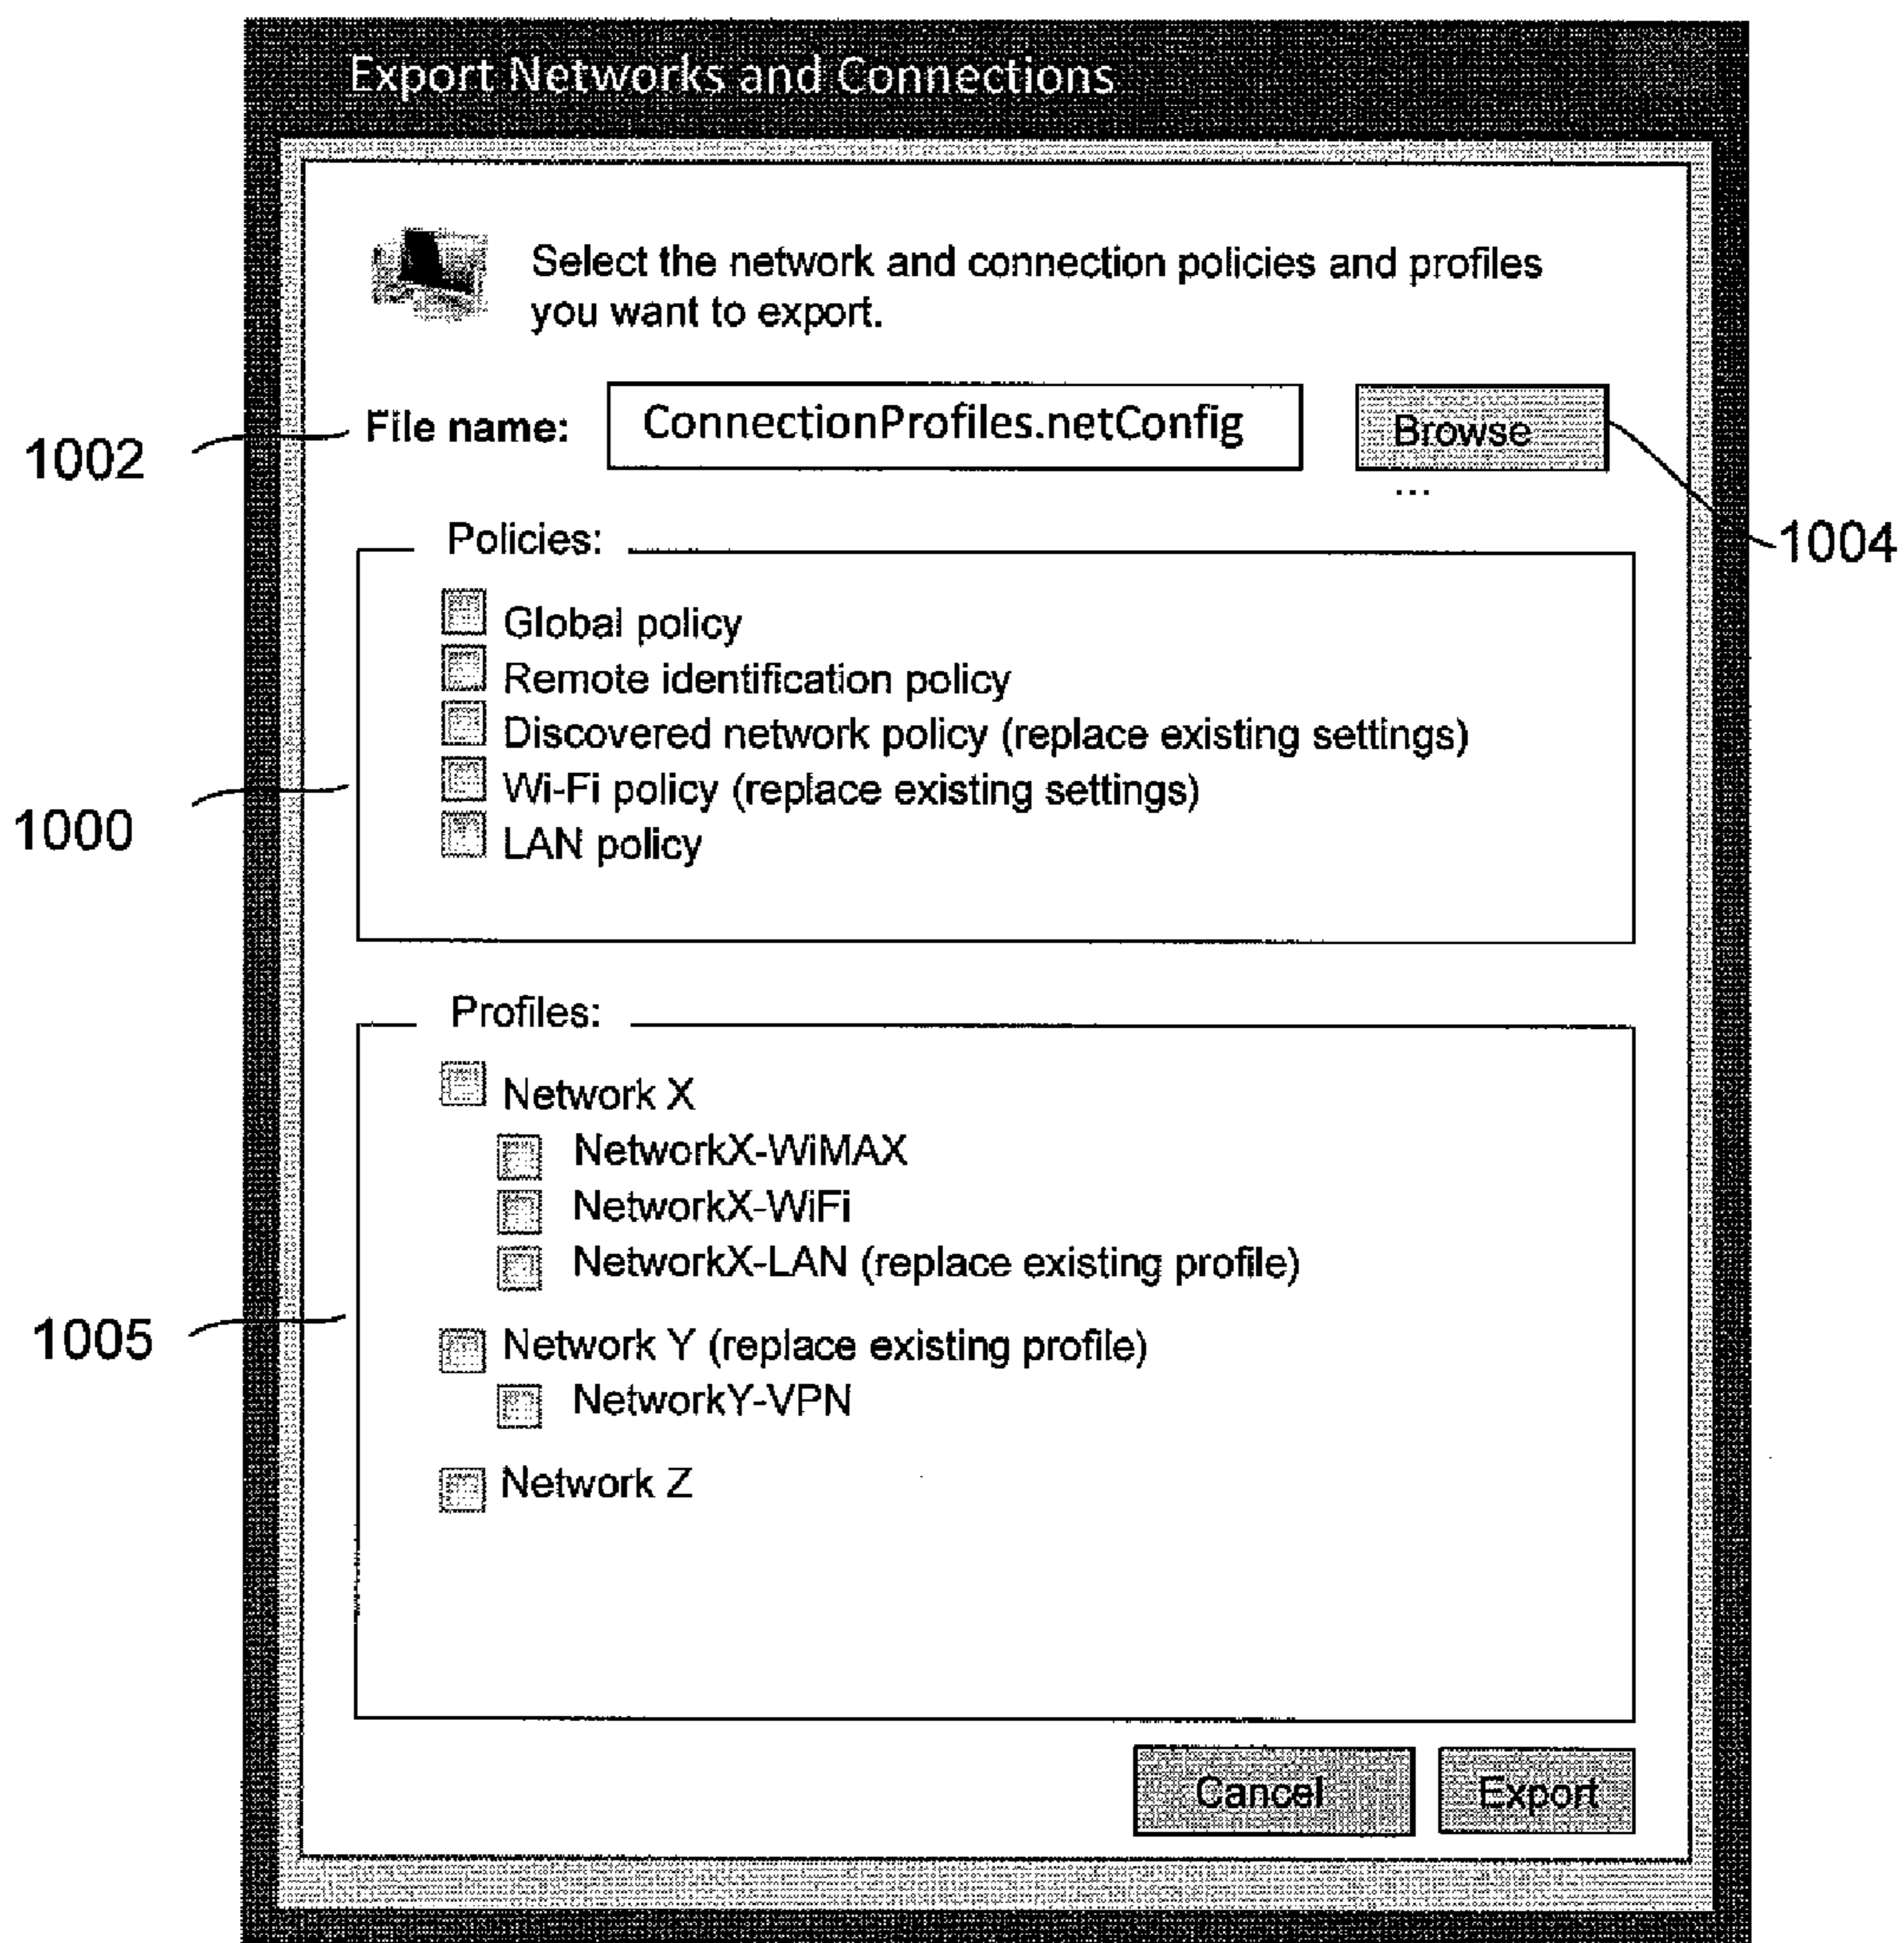 Export Networks and Connections
Select the network and connection policies and profiles
you want to export.
1002
File name:
ConnectionProfiles.netConfig
Browse
...
1004
Policies:
Global policy
Remote identification policy
Discovered network policy (replace existing settings)
Wi-Fi policy (replace existing settings)
1000
LAN policy
Profiles:
Network X
NetworkX-WiMAX
NetworkX-WiFi
NetworkX-LAN (replace existing profile)
1005
Network Y (replace existing profile)
NetworkY-VPN
Network Z
Cancel
Export